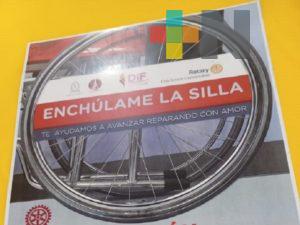 DIF
Rotary
ENCHÚLAME LA SILLA
TE AYUDAMOS A AVANZAR REPARANDO CON AMOR